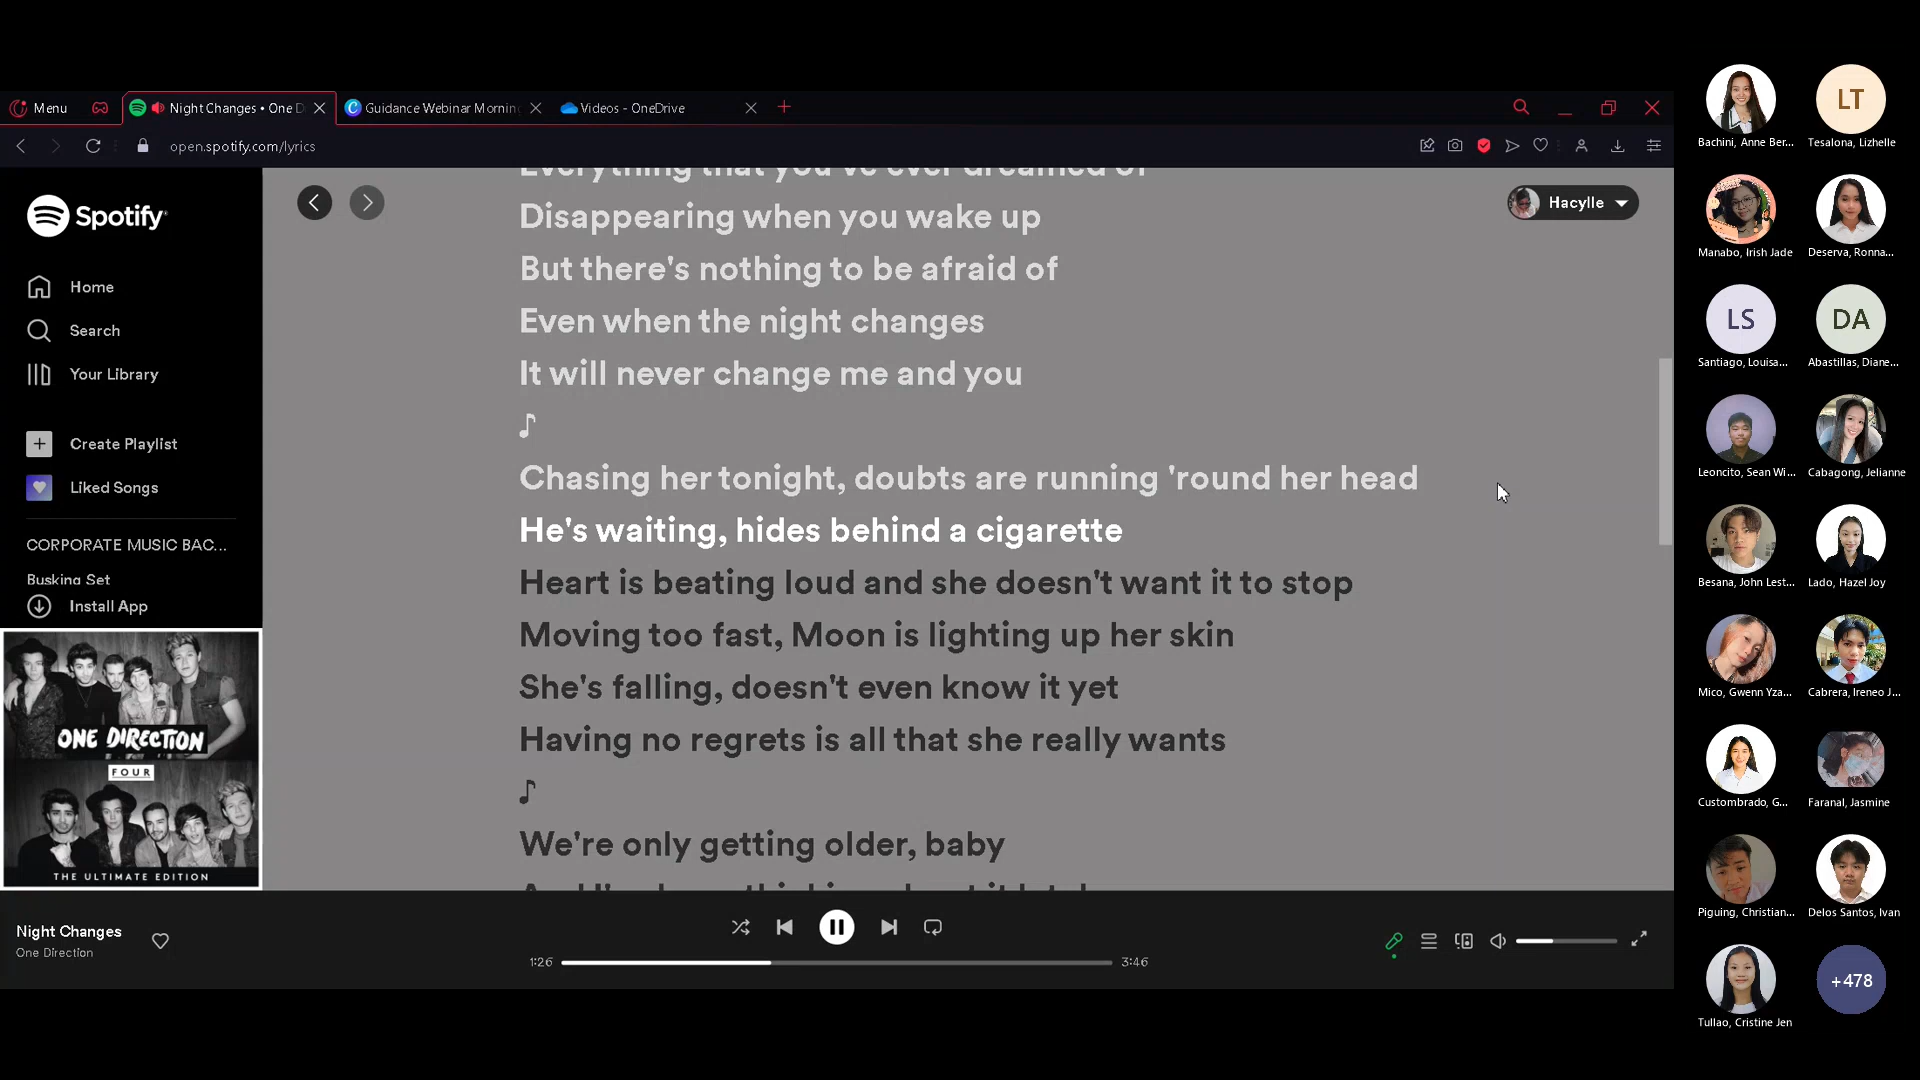 Menu
Night Changes • One D
Guidance Webinar Mornin
Videos - OneDrive
open.spotify.com/lyrics
Spotify
Home
Search
Your Library
Create Playlist
Liked Songs
CORPORATE MUSIC BAC...
Busking Set
Install App
ONE DIRECTION
FOUR
THE ULTIMATE EDITION
Hacylle
Everything that you've ever dreamed of
Disappearing when you wake up
But there's nothing to be afraid of
Even when the night changes
It will never change me and you
♪
Chasing her tonight, doubts are running 'round her head
He's waiting, hides behind a cigarette
Heart is beating loud and she doesn't want it to stop
Moving too fast, Moon is lighting up her skin
She's falling, doesn't even know it yet
Having no regrets is all that she really wants
♪
We're only getting older, baby
Night Changes
One Direction
1:26
3:46
Bachini, Anne Ber...
LT
Tesalona, Lizhelle
Manabo, Irish Jade
Deserva, Ronna...
LS
Santiago, Louisa...
DA
Abastillas, Diane...
Leoncito, Sean Wi...
Cabagong, Jelianne
Besana, John Lest...
Lado, Hazel Joy
Mico, Gwenn Yza...
Cabrera, Ireneo J...
Custombrado, G...
Faranal, Jasmine
Piguing, Christian...
Delos Santos, Ivan
Tullao, Cristine Jen
+478